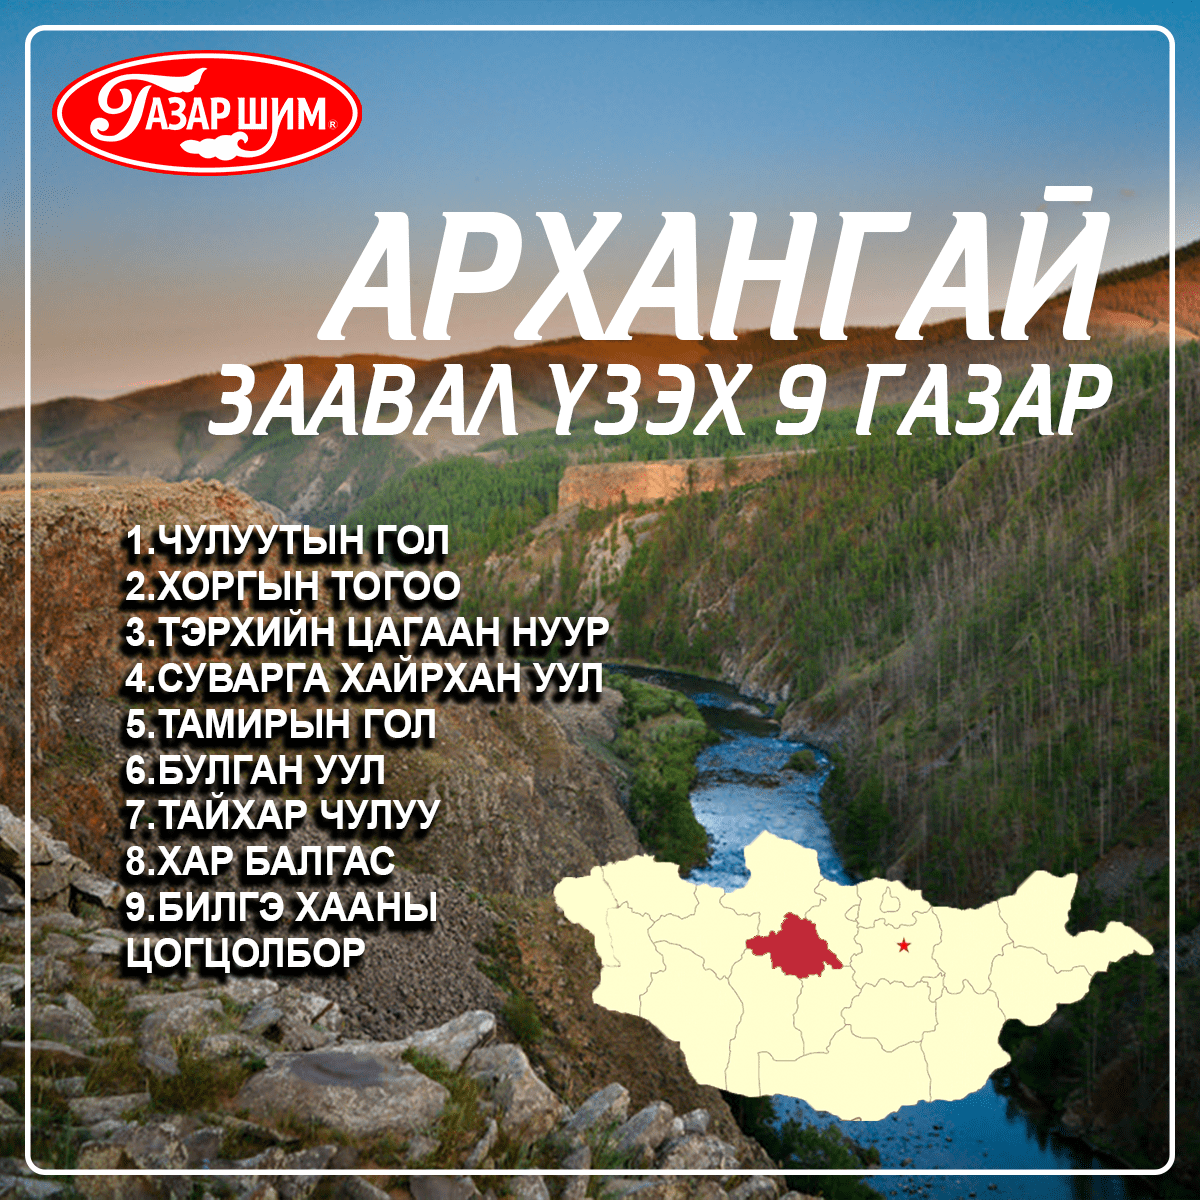 ГАЗАР ШИМ®
АРХАНГАЙ
ЗААВАЛ ҮЗЭХ 9 ГАЗАР
1.ЧУЛУУТЫН ГОЛ
2.ХОРГЫН ТОГОО
3.ТЭРХИЙН ЦАГААН НУУР
4.СУВАРГА ХАЙРХАН УУЛ
5.ТАМИРЫН ГОЛ
6.БУЛГАН УУЛ
7.ТАЙХАР ЧУЛУУ
8.ХАР БАЛГАС
9.БИЛГЭ ХААНЫ
ЦОГЦОЛБОР